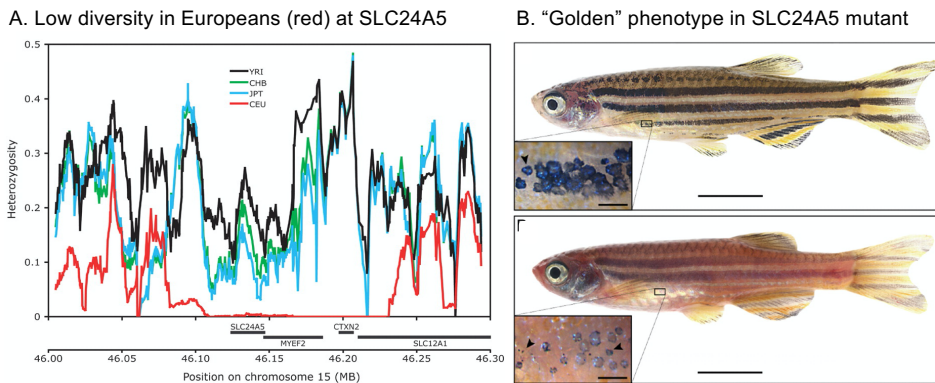 A. Low diversity in Europeans (red) at SLC24A5
B. “Golden” phenotype in SLC24A5 mutant
0.5
0.4
0.3
0.2
0.1
0
Heterozygosity
YRI
CHB
JPT
CEU
SLC24A5
MYEF2
CTXN2
SLC12A1
46.00
46.05
46.10
46.15
46.20
46.25
46.30
Position on chromosome 15 (MB)